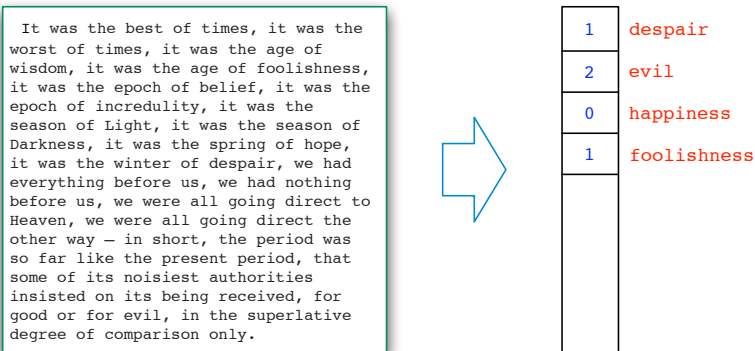 It was the best of times, it was the
worst of times, it was the age of
wisdom, it was the age of foolishness,
it was the epoch of belief, it was the
epoch of incredulity, it was the
season of Light, it was the season of
Darkness, it was the spring of hope,
it was the winter of despair, we had
everything before us, we had nothing
before us, we were all going direct to
Heaven, we were all going direct the
other way – in short, the period was
so far like the present period, that
some of its noisiest authorities
insisted on its being received, for
good or for evil, in the superlative
degree of comparison only.
1 despair
2 evil
0 happiness
1 foolishness